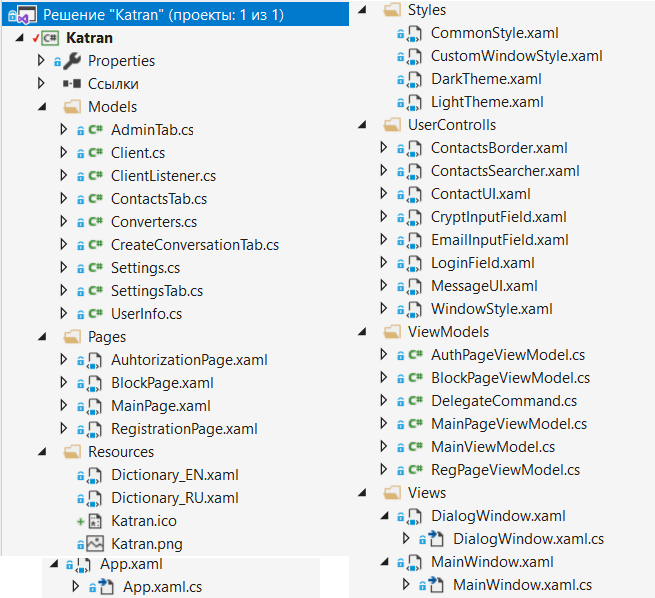 Решение "Katran" (проекты: 1 из 1)
C# Katran
Properties
Ссылки
Models
C# AdminTab.cs
C# Client.cs
C# ClientListener.cs
C# ContactsTab.cs
C# Converters.cs
C# CreateConversationTab.cs
C# Settings.cs
C# SettingsTab.cs
C# UserInfo.cs
Pages
AuhtorizationPage.xaml
BlockPage.xaml
MainPage.xaml
RegistrationPage.xaml
Resources
Dictionary_EN.xaml
Dictionary_RU.xaml
Katran.ico
Katran.png
App.xaml
App.xaml.cs
Styles
CommonStyle.xaml
CustomWindowStyle.xaml
DarkTheme.xaml
LightTheme.xaml
UserControlls
ContactsBorder.xaml
ContactsSearcher.xaml
ContactUI.xaml
CryptInputField.xaml
EmailInputField.xaml
LoginField.xaml
MessageUI.xaml
WindowStyle.xaml
ViewModels
C# AuthPageViewModel.cs
C# BlockPageViewModel.cs
C# DelegateCommand.cs
C# MainPageViewModel.cs
C# MainViewModel.cs
C# RegPageViewModel.cs
Views
DialogWindow.xaml
DialogWindow.xaml.cs
MainWindow.xaml
MainWindow.xaml.cs